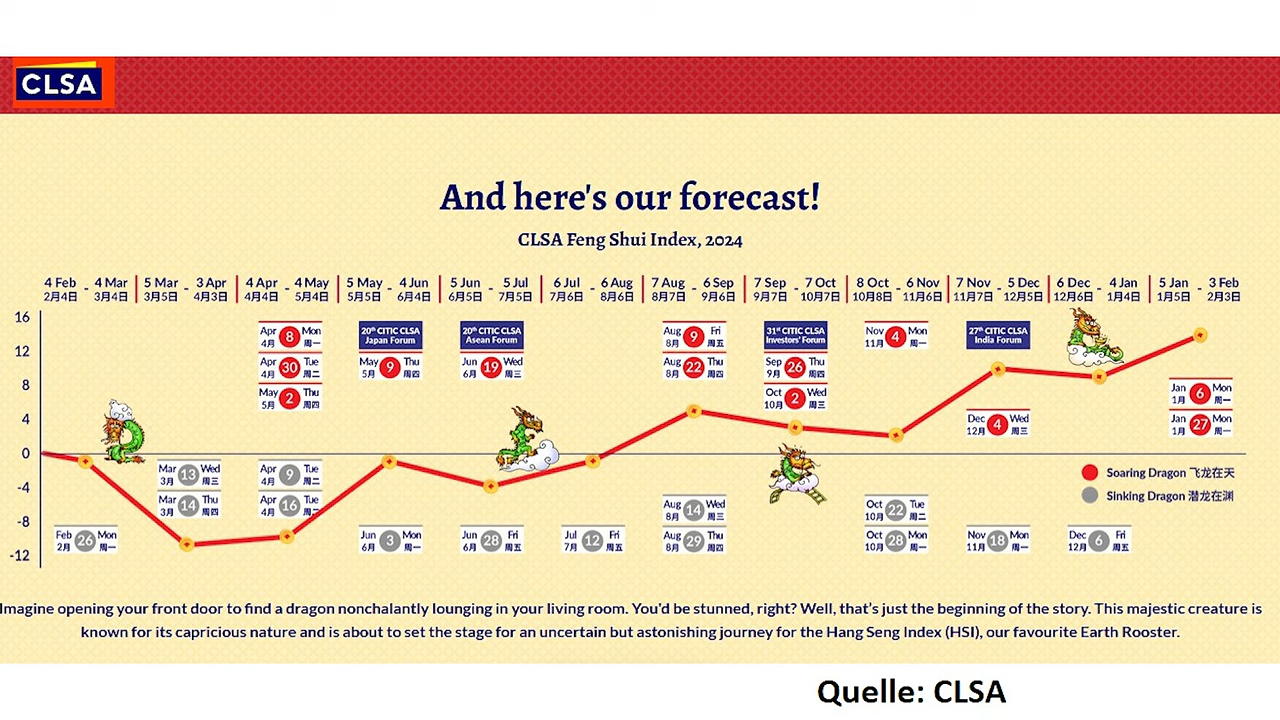 CLSA
And here's our forecast!
CLSA Feng Shui Index, 2024
4 Feb - 4 Mar 5 Mar - 3 Apr 4 Apr - 4 May 5 May - 4 Jun 5 Jun - 5 Jul 6 Jul - 6 Aug 7 Aug - 6 Sep 7 Sep - 7 Oct 8 Oct - 6 Nov 7 Nov - 5 Dec 6 Dec - 4 Jan 5 Jan - 3 Feb
2月4日 3月4日 3月5日 4月3日 4月4日 5月4日 5月5日 6月4日 6月5日 7月5日 7月6日 8月6日 8月7日 9月6日 9月7日 10月7日 10月8日 11月6日 11月7日 12月5日 12月6日 1月4日 1月5日 2月3日
16
12
8
4
0
-4
-8
-12
Feb 26 Mon
2月 周一
Mar 13 Wed
3月 周三
Mar 14 Thu
3月 周四
Apr 8 Mon
4月 周一
Apr 30 Tue
4月 周二
May 2 Thu
5月 周四
Apr 9 Tue
4月 周二
Apr 16 Tue
4月 周二
20th CITIC CLSA
Japan Forum
May 9 Thu
5月 周四
Jun 3 Mon
6月 周一
20th CITIC CLSA
Asean Forum
Jun 19 Wed
6月 周三
Jun 28 Fri
6月 周五
Jul 12 Fri
7月 周五
Aug 9 Fri
8月 周五
Aug 22 Thu
8月 周四
Aug 14 Wed
8月 周三
Aug 29 Thu
8月 周四
31st CITIC CLSA
Investors' Forum
Sep 26 Thu
9月 周四
Oct 2 Wed
10月 周三
Nov 4 Mon
11月 周一
Oct 22 Tue
10月 周二
Oct 28 Mon
10月 周一
27th CITIC CLSA
India Forum
Dec 4 Wed
12月 周三
Nov 18 Mon
11月 周一
Dec 6 Fri
12月 周五
Jan 6 Mon
1月 周一
Jan 27 Mon
1月 周一
Soaring Dragon 飞龙在天
Sinking Dragon 潜龙在渊
Imagine opening your front door to find a dragon nonchalantly lounging in your living room. You'd be stunned, right? Well, that's just the beginning of the story. This majestic creature is
known for its capricious nature and is about to set the stage for an uncertain but astonishing journey for the Hang Seng Index (HSI), our favourite Earth Rooster.
Quelle: CLSA